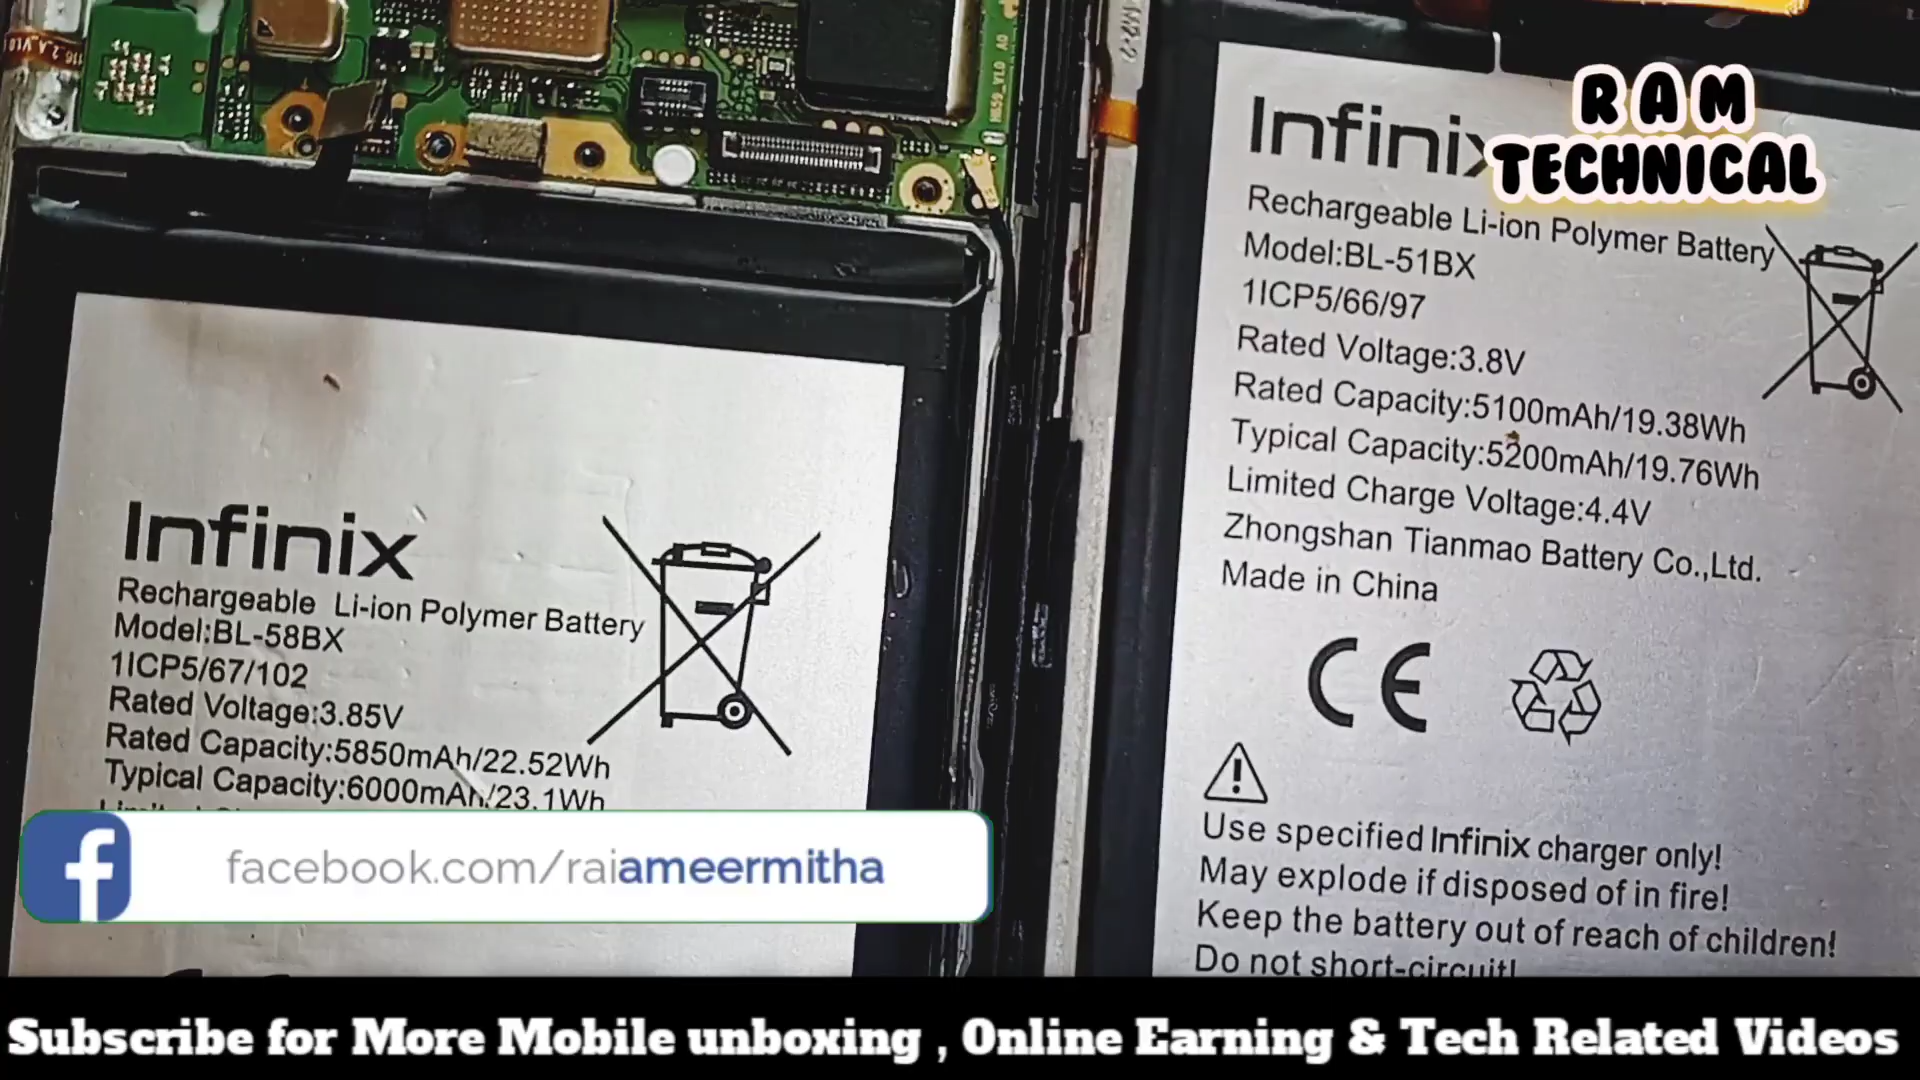 RAM
TECHNICAL
Infinix
Rechargeable Li-ion Polymer Battery
Model:BL-58BX
1ICP5/67/102
Rated Voltage:3.85V
Rated Capacity:5850mAh/22.52Wh
Typical Capacity:6000mAh/23.1Wh
Infinix
Rechargeable Li-ion Polymer Battery
Model:BL-51BX
1ICP5/66/97
Rated Voltage:3.8V
Rated Capacity:5100mAh/19.38Wh
Typical Capacity:5200mAh/19.76Wh
Limited Charge Voltage:4.4V
Zhongshan Tianmao Battery Co.,Ltd.
Made in China
CE
Use specified Infinix charger only!
May explode if disposed of in fire!
Keep the battery out of reach of children!
Do not short-circuit!
facebook.com/raiameermitha
Subscribe for More Mobile unboxing , Online Earning & Tech Related Videos